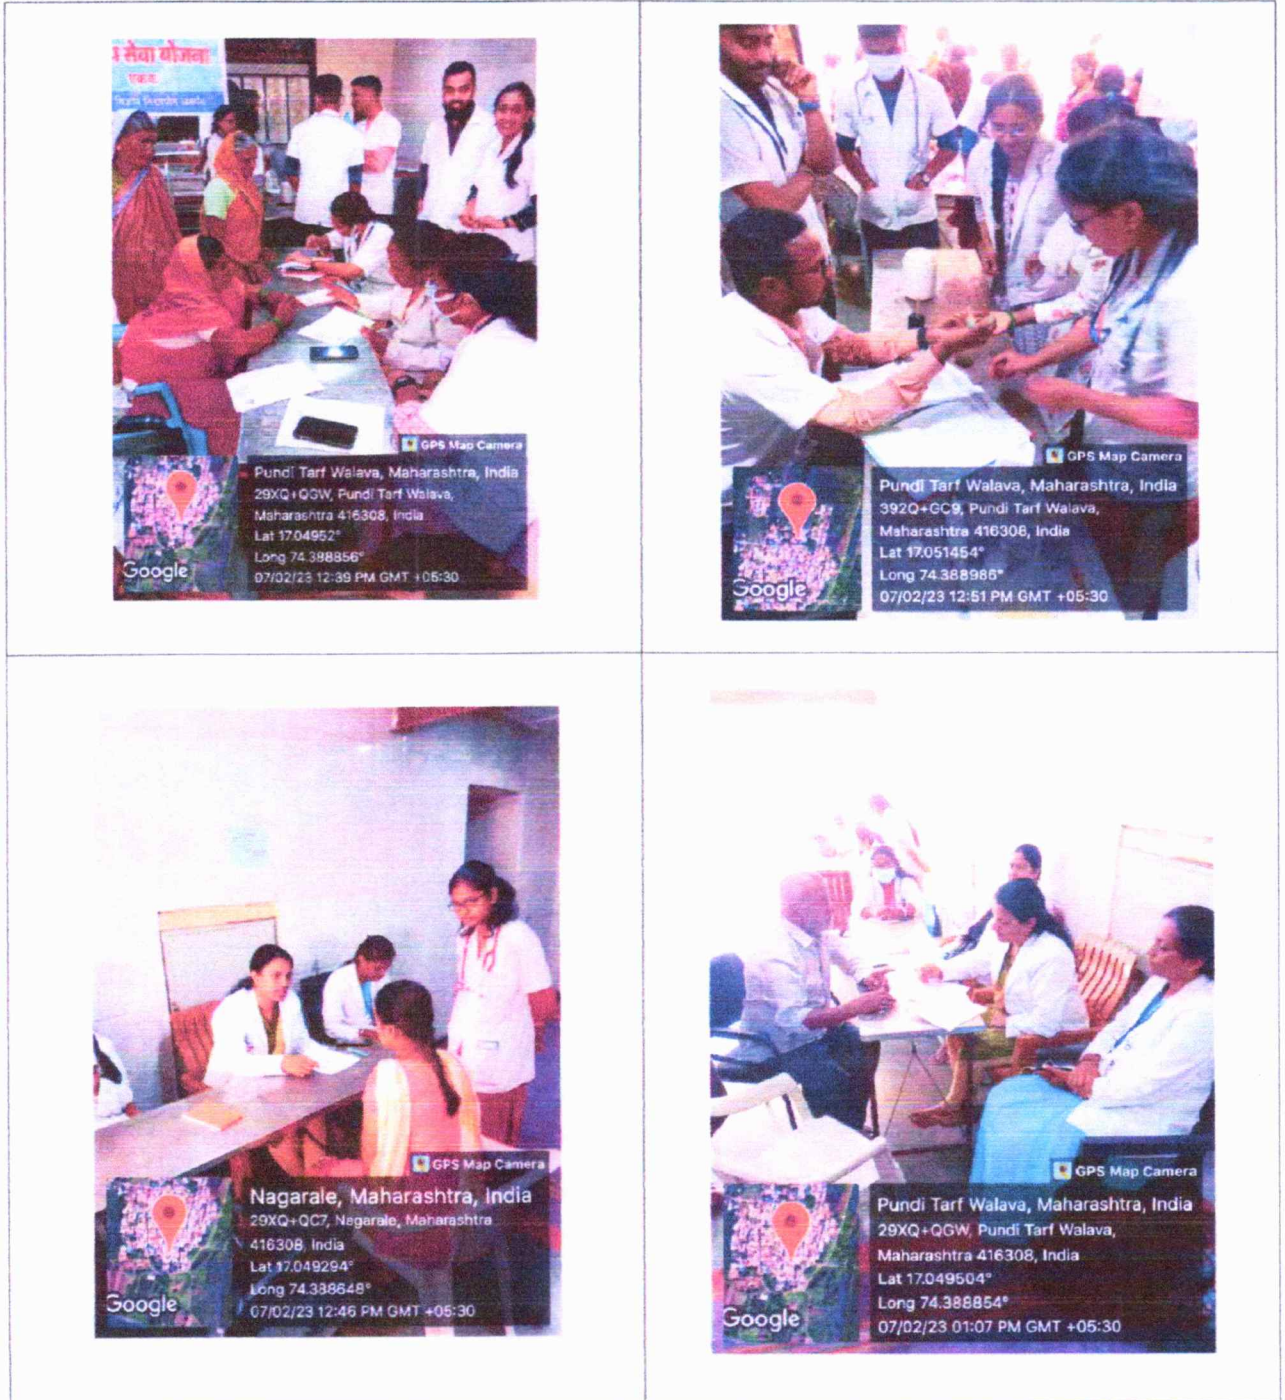 सेवा योजना
एकक
GPS Map Camera
Pundi Tarf Walava, Maharashtra, India
29XQ+QGW, Pundi Tarf Walava,
Maharashtra 416308, India
Lat 17.04952°
Long 74.388856°
07/02/23 12:39 PM GMT +05:30
Google
GPS Map Camera
Pundi Tarf Walava, Maharashtra, India
392Q+GC9, Pundi Tarf Walava,
Maharashtra 416308, India
Lat 17.051454°
Long 74.388986°
07/02/23 12:51 PM GMT +05:30
Google
GPS Map Camera
Nagarale, Maharashtra, India
29XQ+QC7, Nagarale, Maharashtra
416308, India
Lat 17.049294°
Long 74.388648°
07/02/23 12:46 PM GMT +05:30
Google
GPS Map Camera
Pundi Tarf Walava, Maharashtra, India
29XQ+QGW, Pundi Tarf Walava,
Maharashtra 416308, India
Lat 17.049504°
Long 74.388854°
07/02/23 01:07 PM GMT +05:30
Google